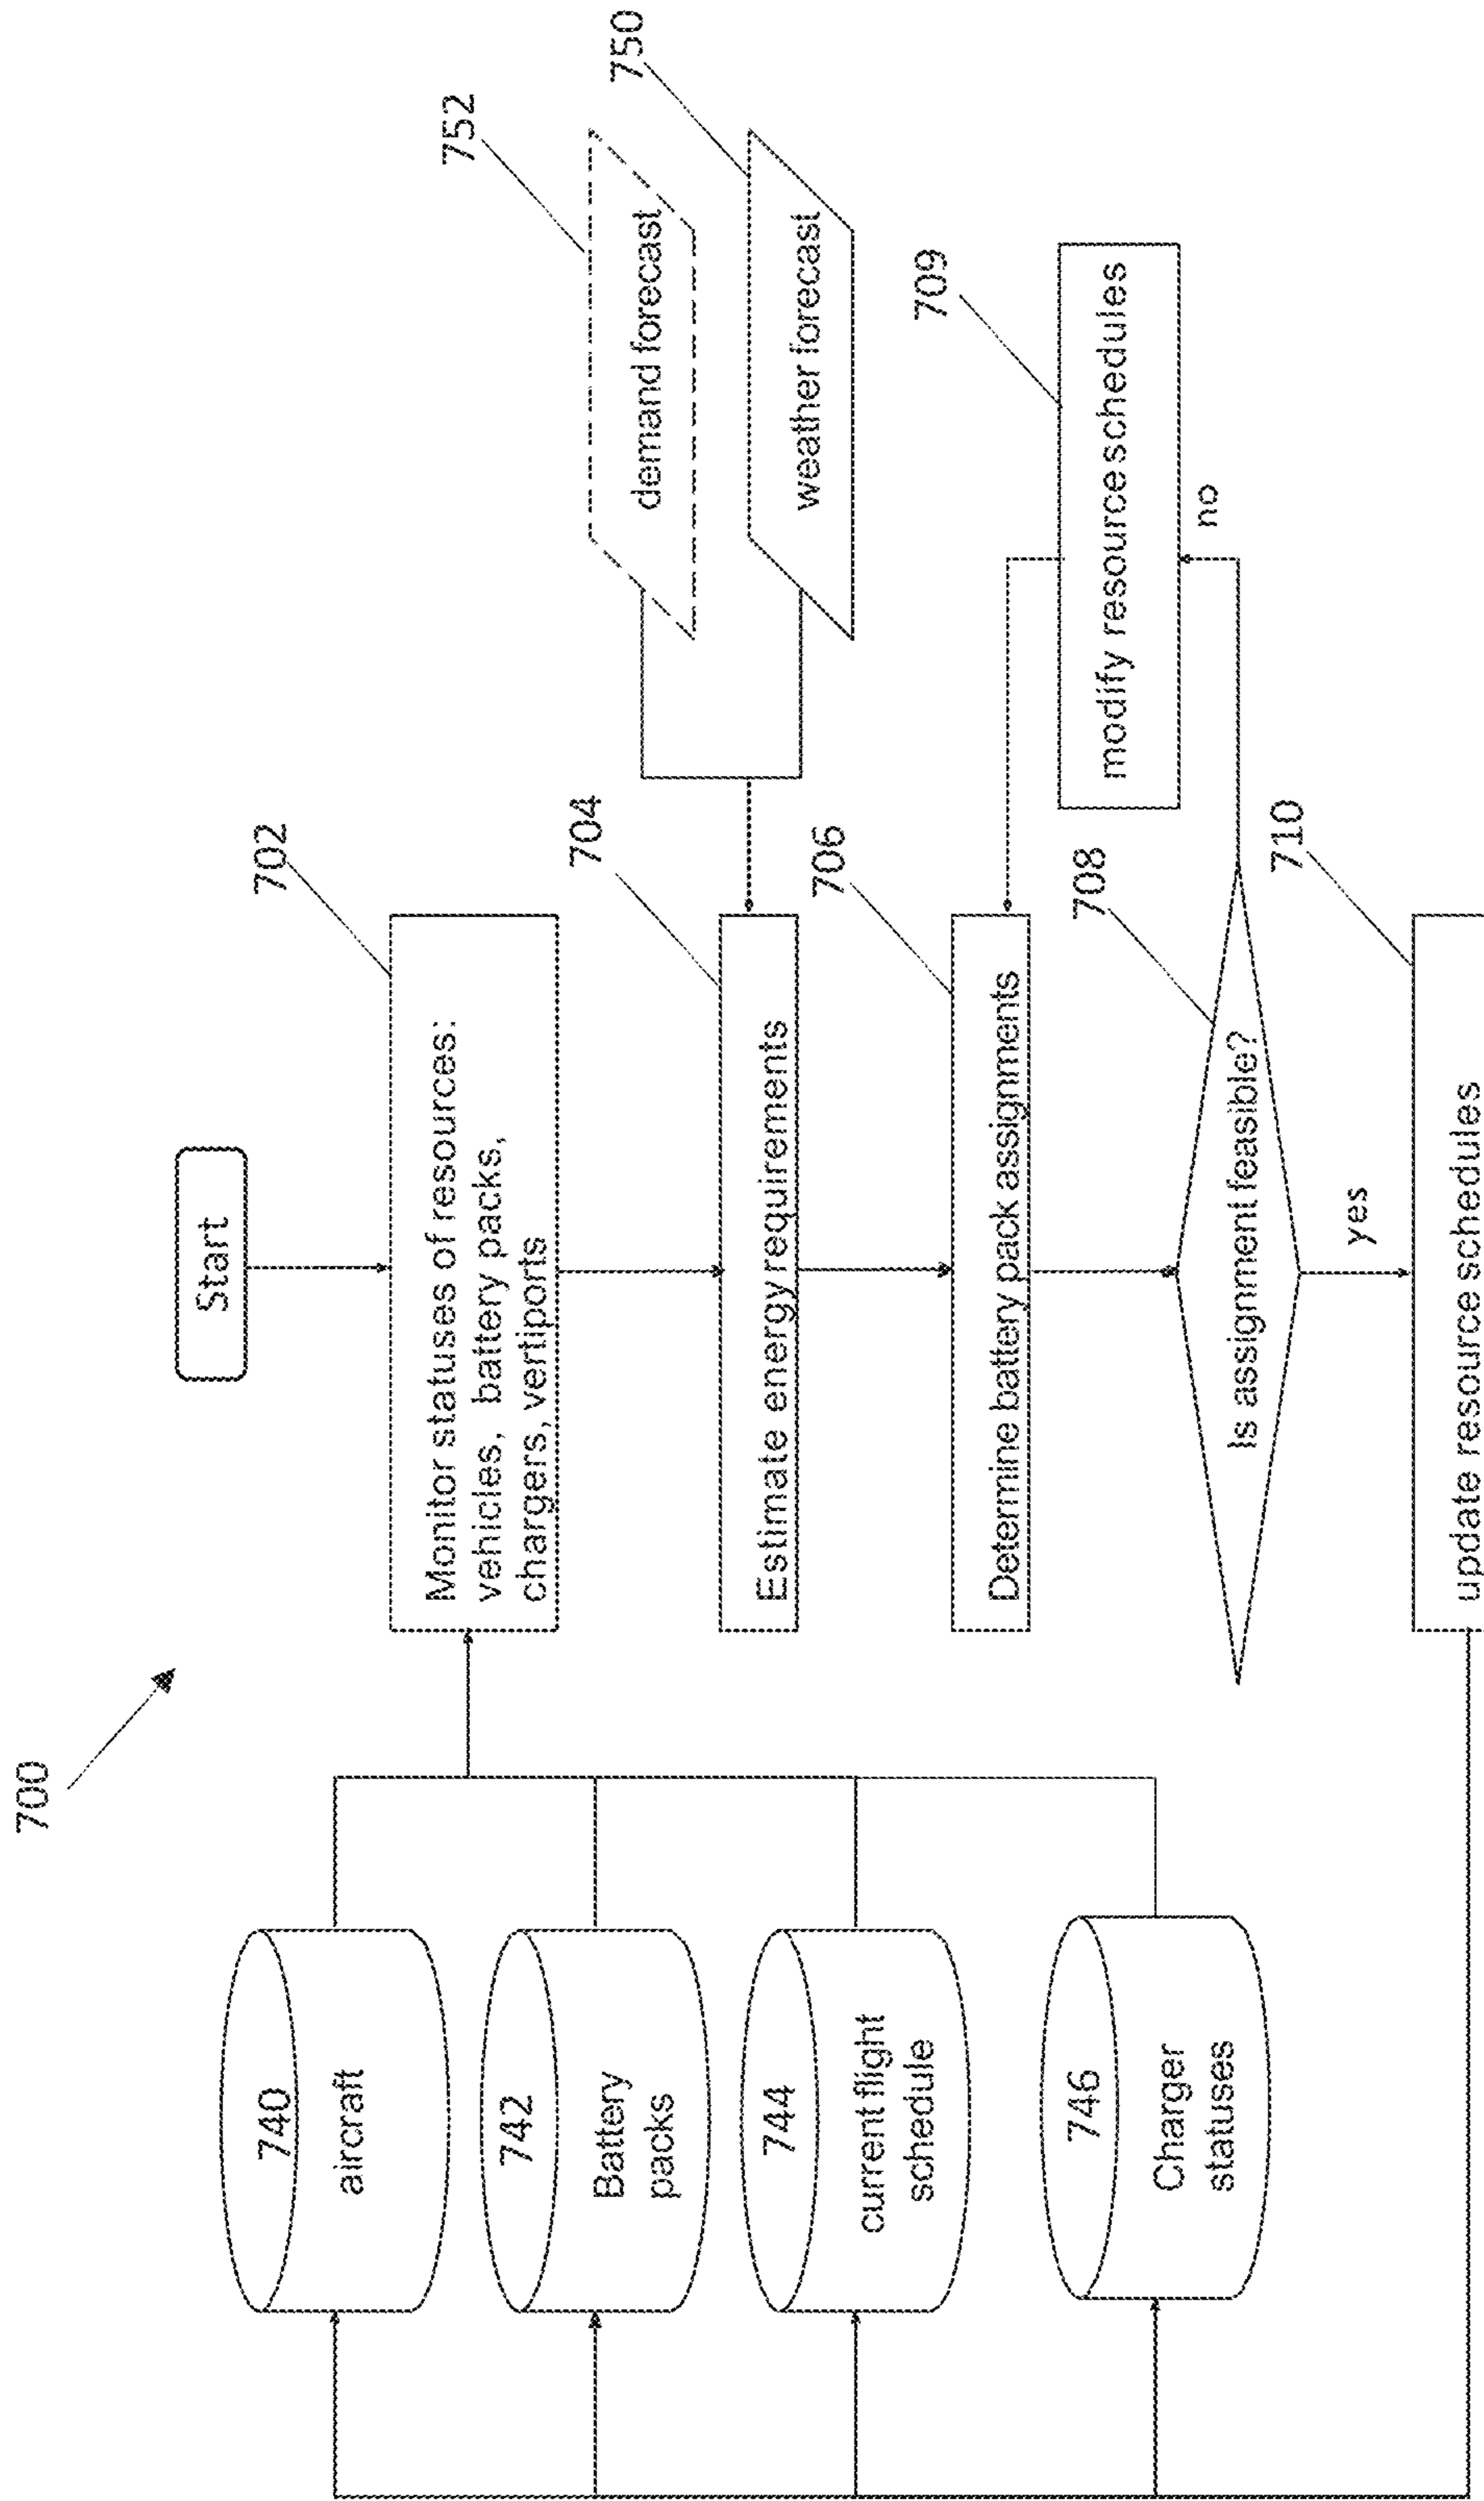 700
Start
702
Monitor statuses of resources:
vehicles, battery packs,
chargers, vertiports
740
aircraft
752
demand forecast
704
Estimate energy requirements
742
Battery
packs
750
weather forecast
706
Determine battery pack assignments
744
current flight
schedule
709
modify resource schedules
708
Is assignment feasible?
no
746
Charger
statuses
yes
710
update resource schedules